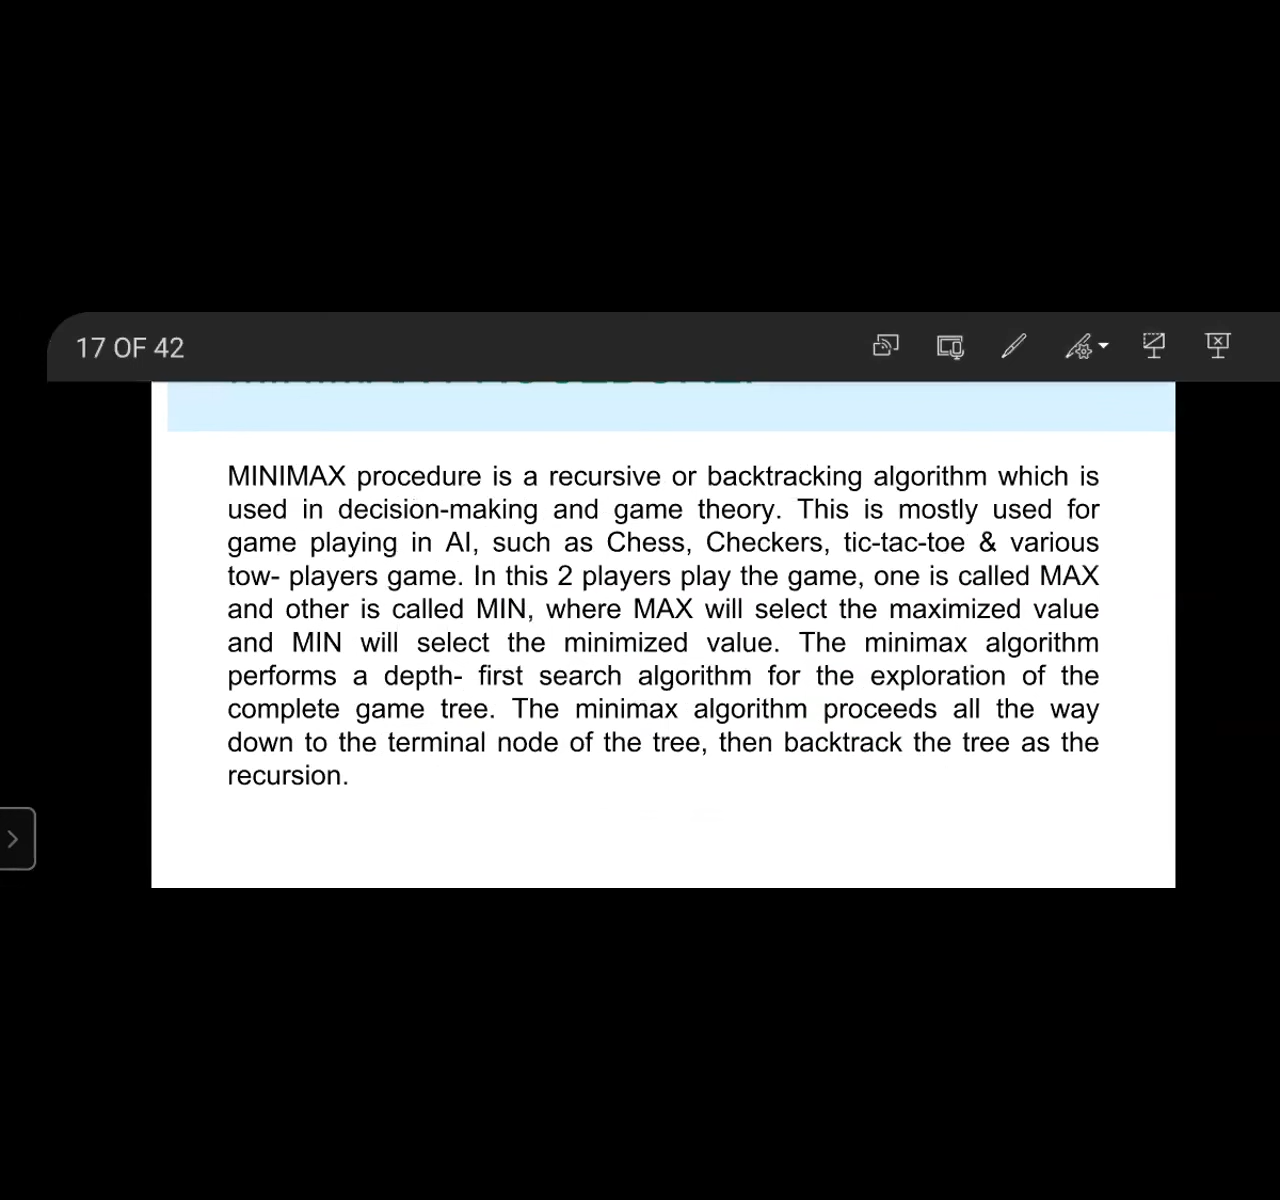 17 OF 42
MINIMAX procedure is a recursive or backtracking algorithm which is
used in decision-making and game theory. This is mostly used for
game playing in AI, such as Chess, Checkers, tic-tac-toe & various
tow- players game. In this 2 players play the game, one is called MAX
and other is called MIN, where MAX will select the maximized value
and MIN will select the minimized value. The minimax algorithm
performs a depth- first search algorithm for the exploration of the
complete game tree. The minimax algorithm proceeds all the way
down to the terminal node of the tree, then backtrack the tree as the
recursion.